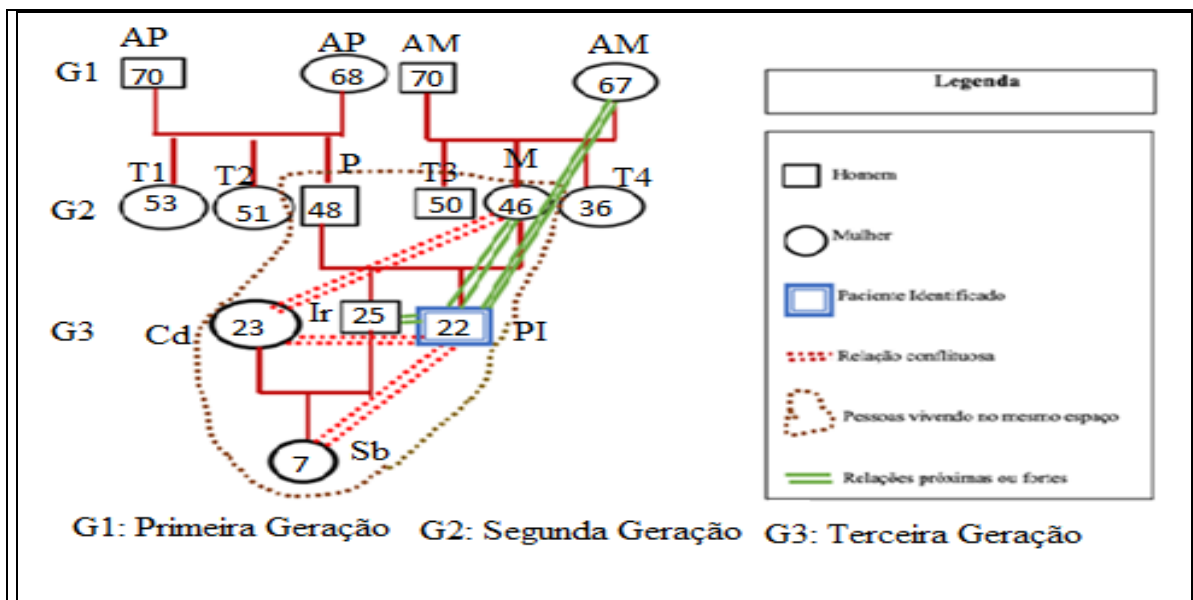 AP AP AM AM
G1 70 68 70 67
T1 T2 P T3 M T4
G2 53 51 48 50 46 36
G3 Cd 23 Ir 25 22 PI
7 Sb
Legenda
Homem
Mulher
Paciente Identificado
Relação conflituosa
Pessoas vivendo no mesmo espaço
Relações próximas ou fortes
G1: Primeira Geração G2: Segunda Geração G3: Terceira Geração